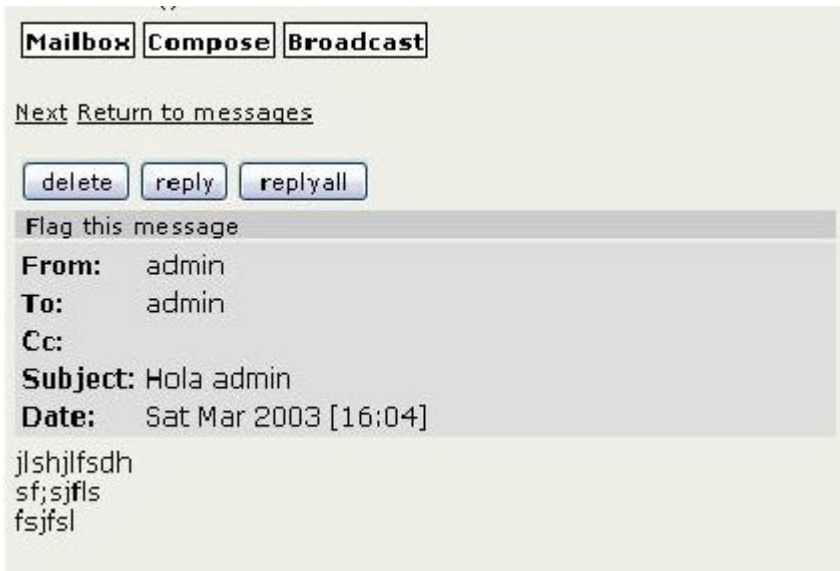 Mailbox Compose Broadcast
Next Return to messages
delete reply replyall
Flag this message
From: admin
To: admin
Cc:
Subject: Hola admin
Date: Sat Mar 2003 [16:04]
jlshjlfsdh
sf;sjfls
fsjfsl